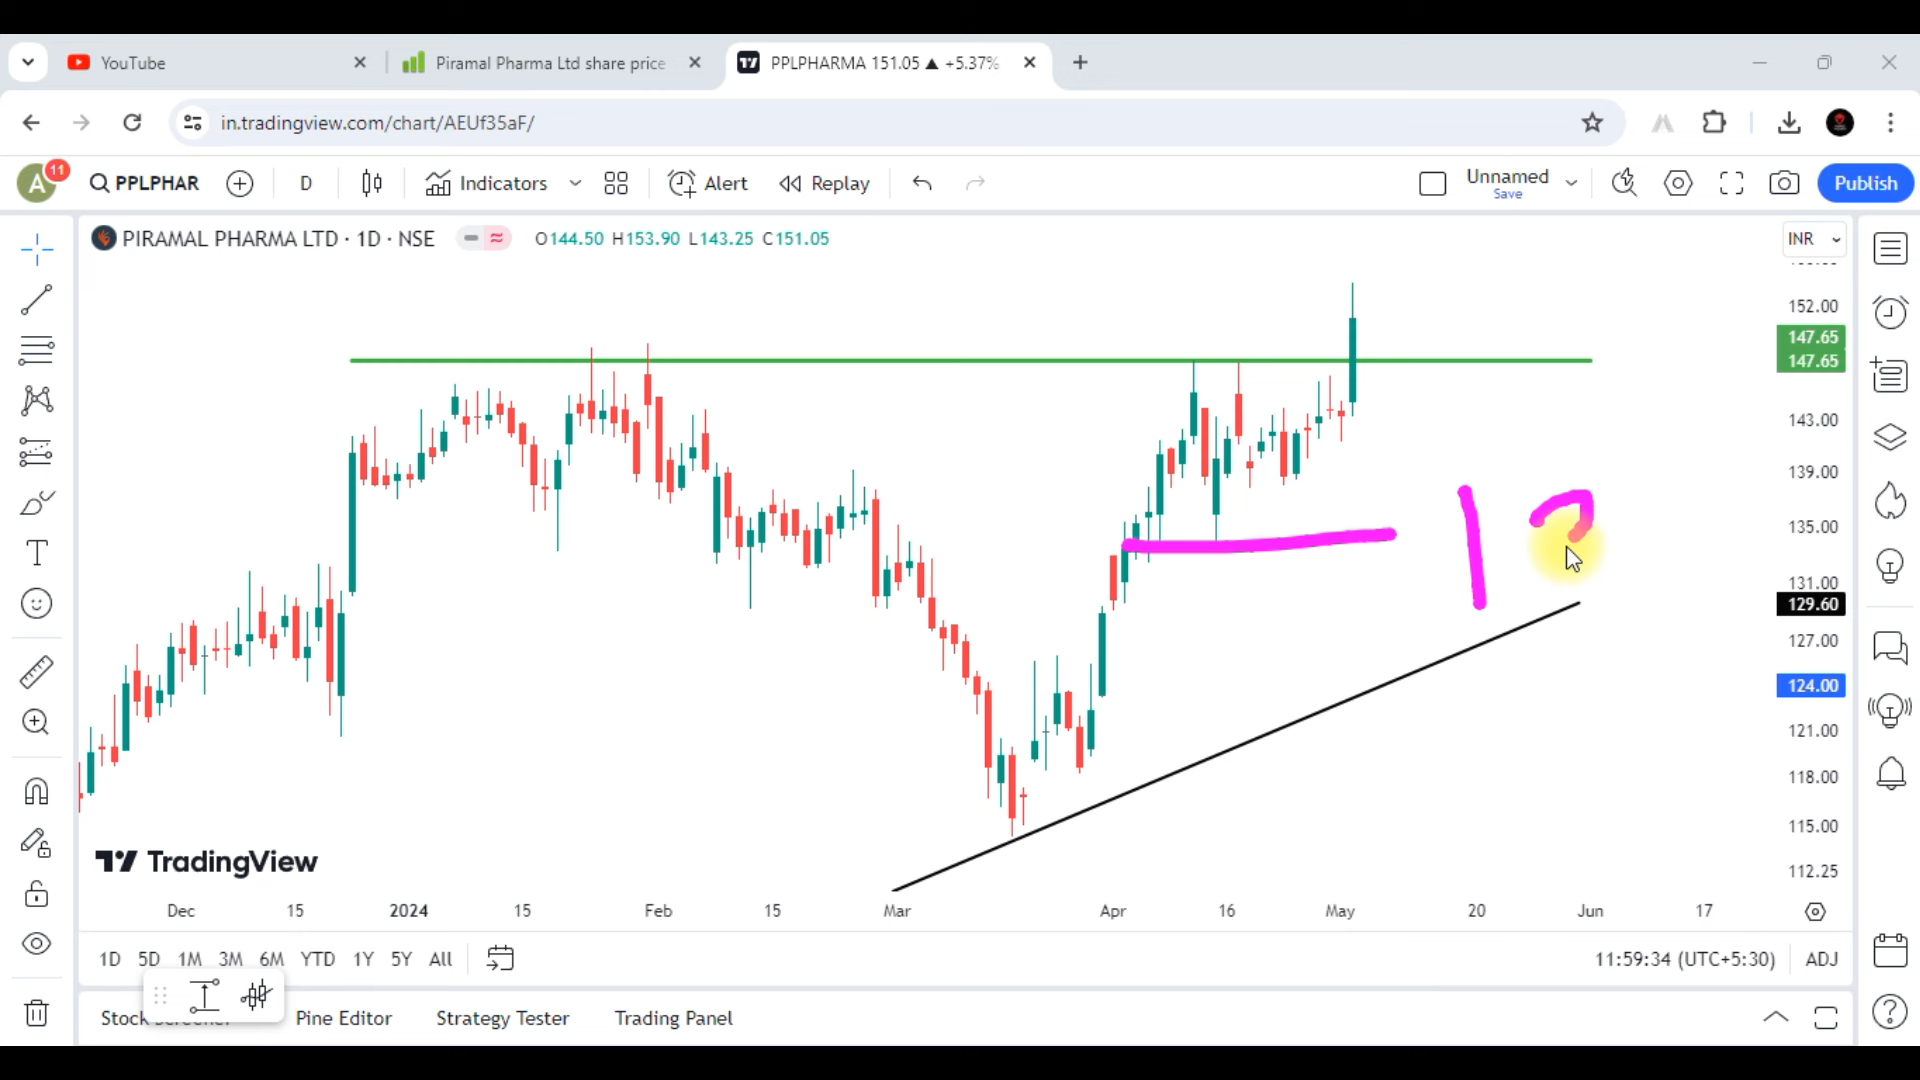 YouTube
Piramal Pharma Ltd share price
PPLPHARMA 151.05 ▲ +5.37%
in.tradingview.com/chart/AEUf35aF/
A 11
PPLPHAR
D
Indicators
Alert
Replay
Unnamed
Save
Publish
PIRAMAL PHARMA LTD · 1D · NSE
O144.50 H153.90 L143.25 C151.05
INR
152.00
147.65
147.65
143.00
139.00
135.00
131.00
129.60
127.00
124.00
121.00
118.00
115.00
112.25
TradingView
Dec 15 2024 15 Feb 15 Mar Apr 16 May 20 Jun 17
1D 5D 1M 3M 6M YTD 1Y 5Y All
11:59:34 (UTC+5:30) ADJ
Stock
Pine Editor
Strategy Tester
Trading Panel